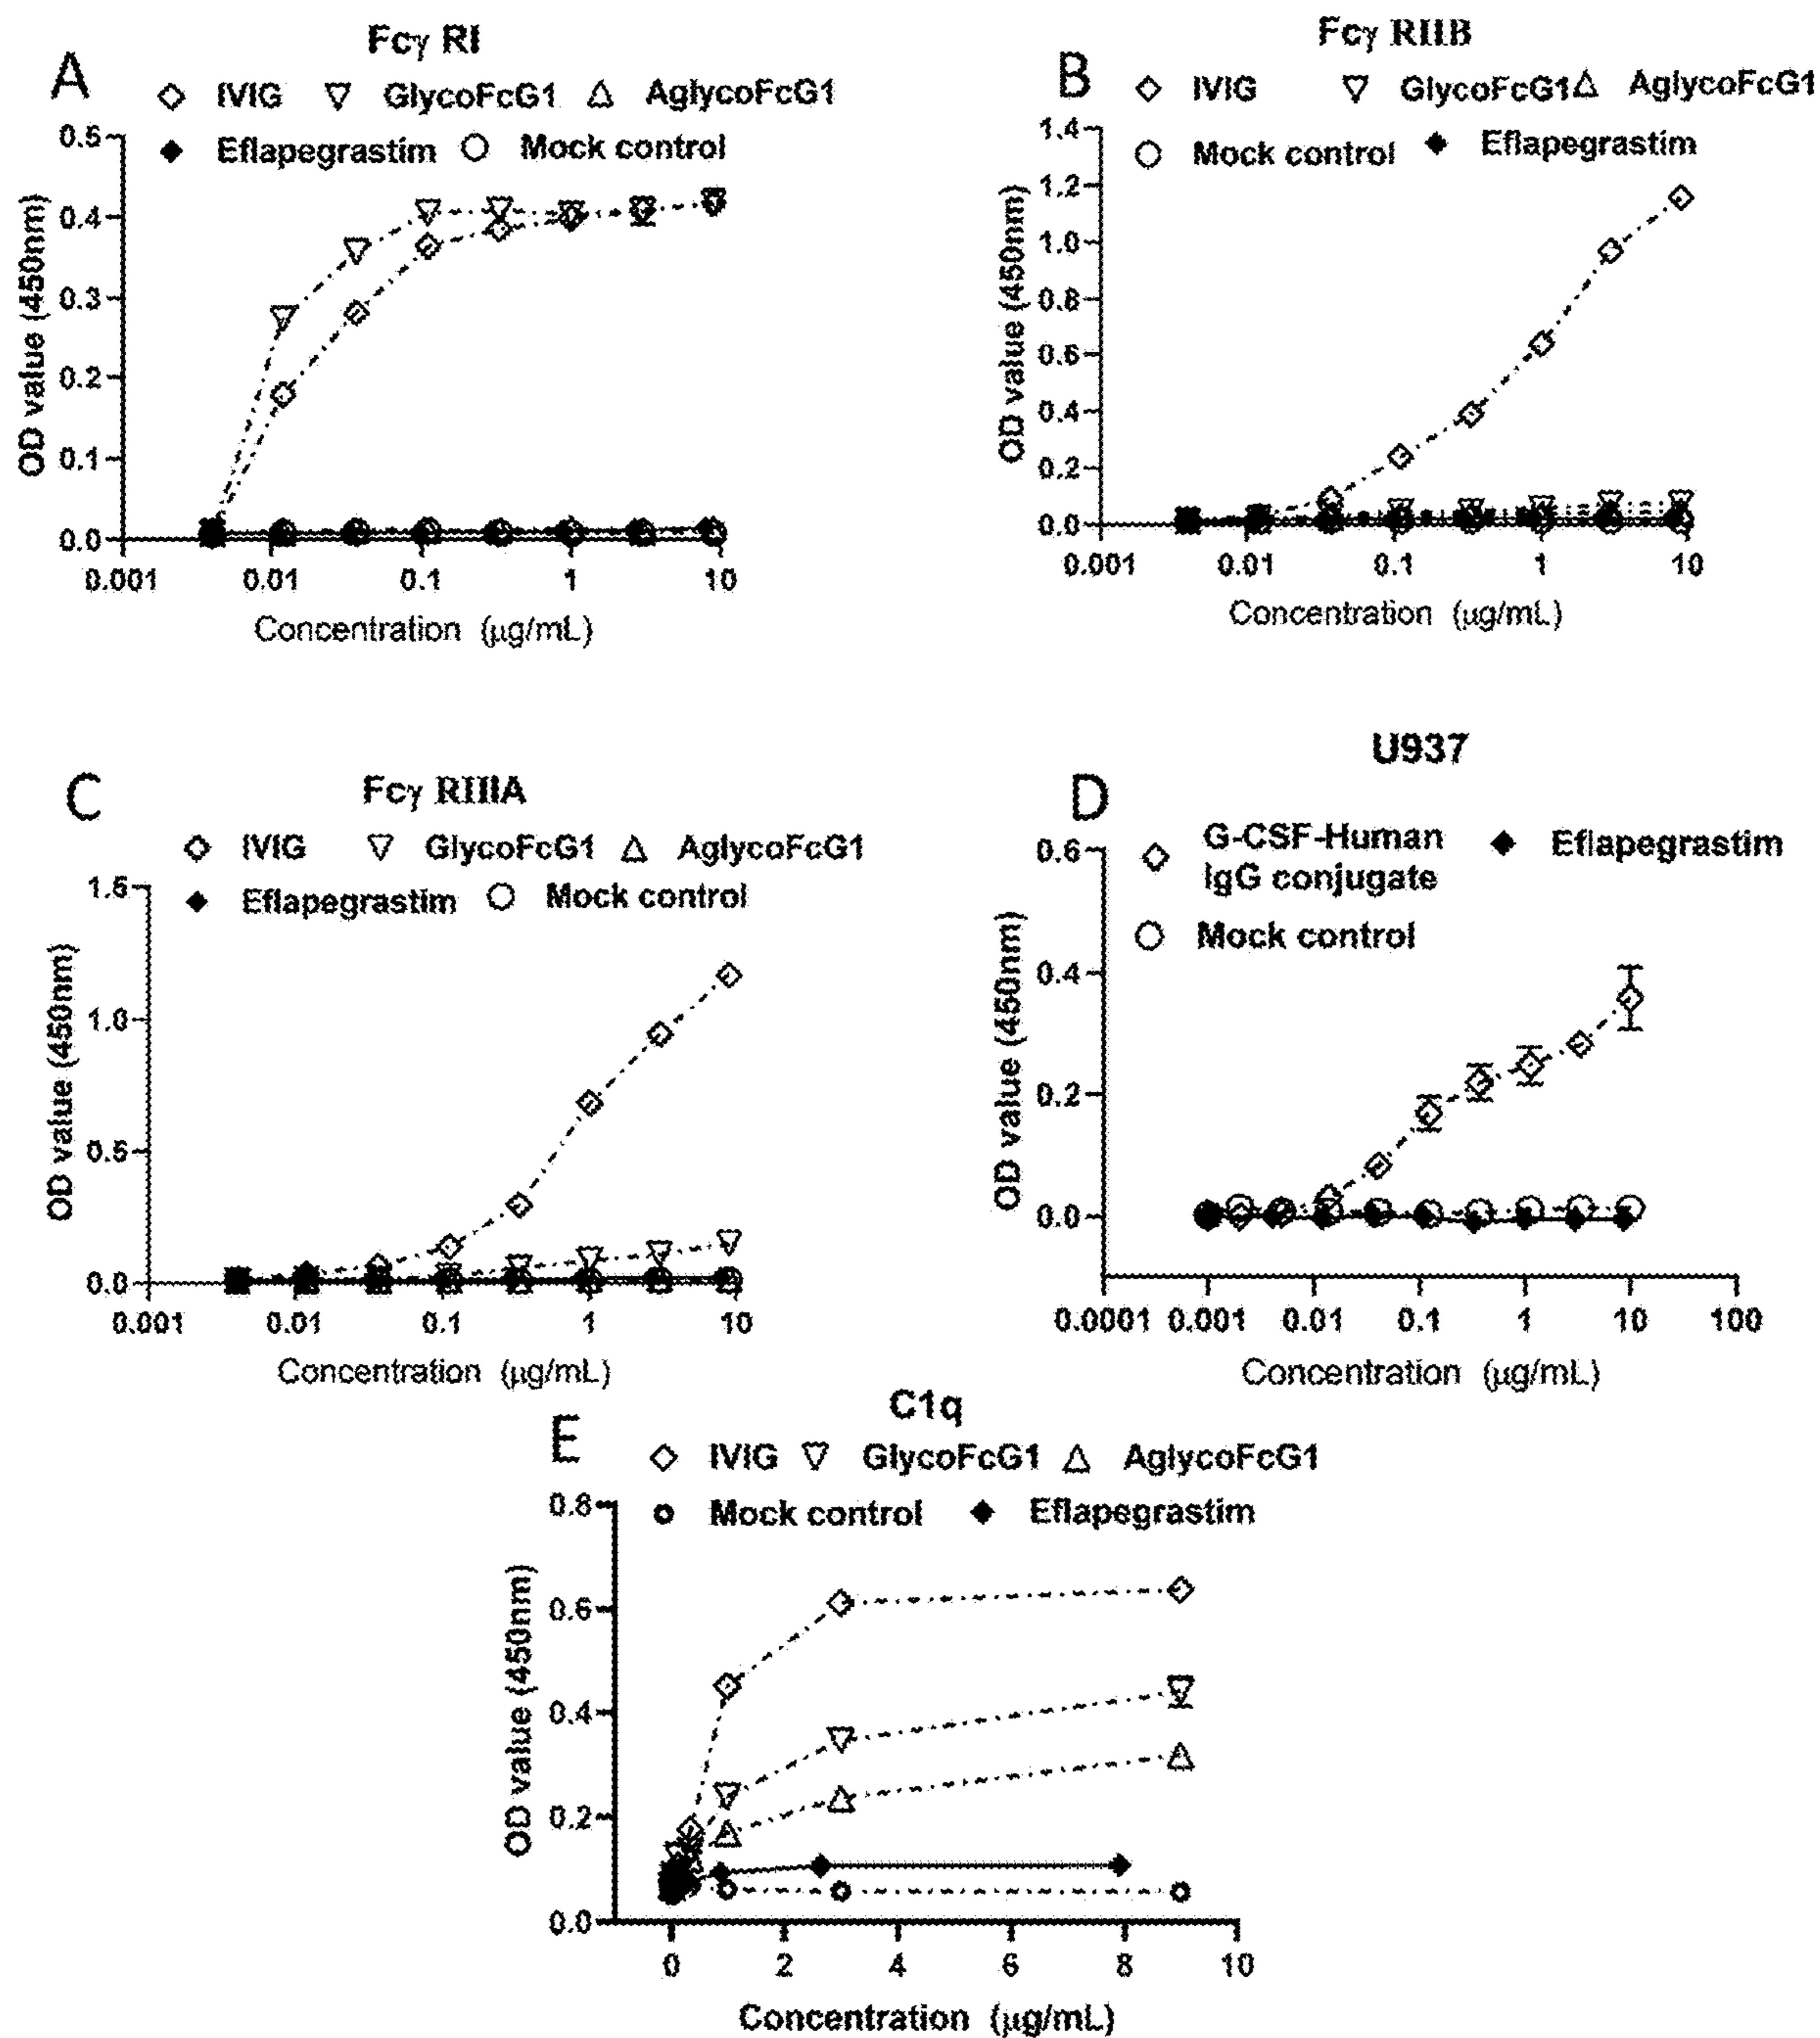 A
Fcγ RI
IVIG GlycoFcG1 AglycoFcG1
Eflapegrastim Mock control
OD value (450nm)
0.5
0.4
0.3
0.2
0.1
0.0
0.001 0.01 0.1 1 10
Concentration (µg/mL)
B
Fcγ RIIB
IVIG GlycoFcG1 AglycoFcG1
Mock control Eflapegrastim
OD value (450nm)
1.4
1.2
1.0
0.8
0.6
0.4
0.2
0.0
0.001 0.01 0.1 1 10
Concentration (µg/mL)
C
Fcγ RIIIA
IVIG GlycoFcG1 AglycoFcG1
Eflapegrastim Mock control
OD value (450nm)
1.5
1.0
0.5
0.0
0.001 0.01 0.1 1 10
Concentration (µg/mL)
D
U937
G-CSF-Human
IgG conjugate
Eflapegrastim
Mock control
OD value (450nm)
0.6
0.4
0.2
0.0
0.0001 0.001 0.01 0.1 1 10 100
Concentration (µg/mL)
E
C1q
IVIG GlycoFcG1 AglycoFcG1
Mock control Eflapegrastim
OD value (450nm)
0.8
0.6
0.4
0.2
0.0
0 2 4 6 8 10
Concentration (µg/mL)